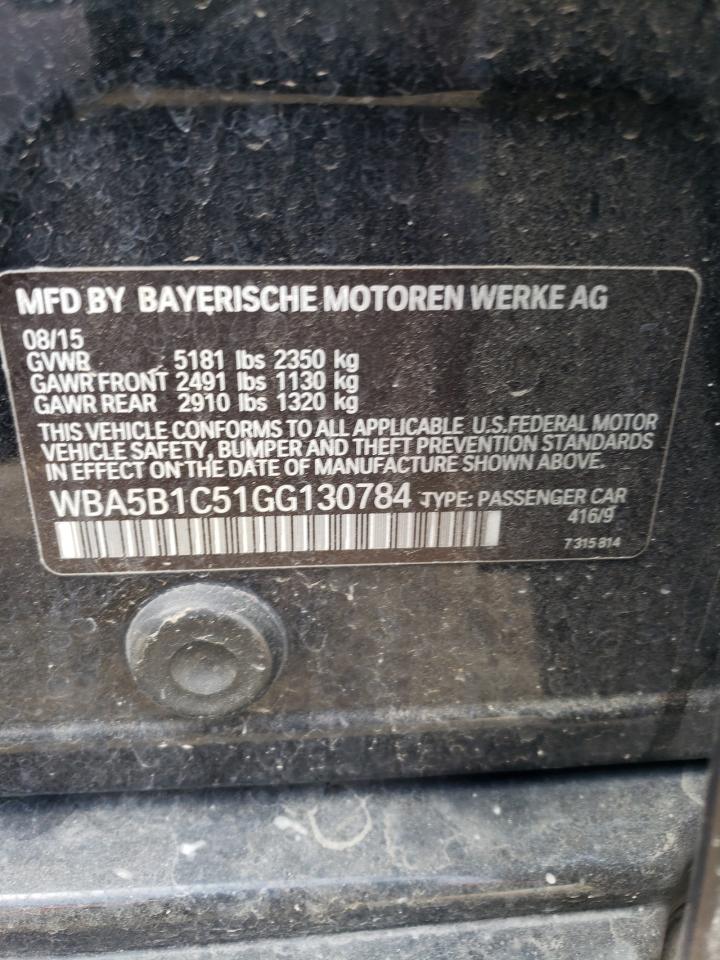 MFD BY BAYERISCHE MOTOREN WERKE AG
08/15
GVWR 5181 lbs 2350 kg
GAWR FRONT 2491 lbs 1130 kg
GAWR REAR 2910 lbs 1320 kg
THIS VEHICLE CONFORMS TO ALL APPLICABLE U.S.FEDERAL MOTOR
VEHICLE SAFETY, BUMPER AND THEFT PREVENTION STANDARDS
IN EFFECT ON THE DATE OF MANUFACTURE SHOWN ABOVE.
WBA5B1C51GG130784 TYPE: PASSENGER CAR
416/9
7 315 814